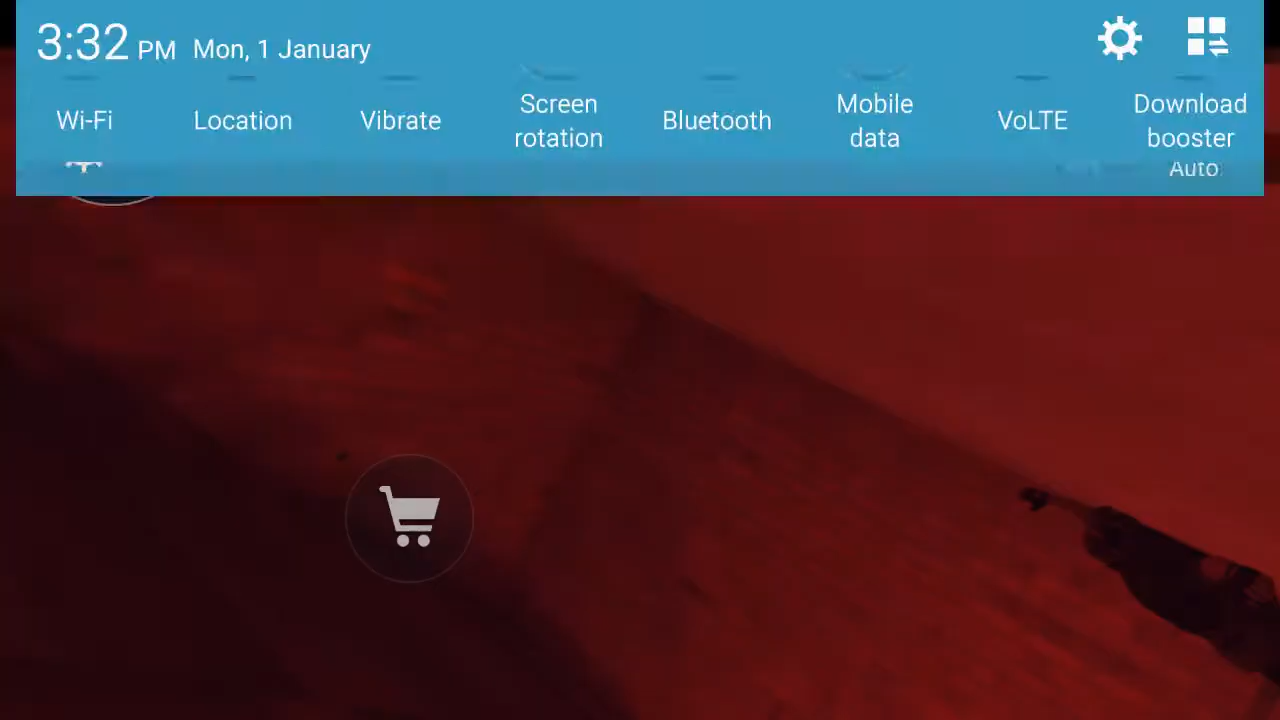 3:32 PM Mon, 1 January
Wi-Fi
Location
Vibrate
Screen
rotation
Bluetooth
Mobile
data
VoLTE
Download
booster
Auto